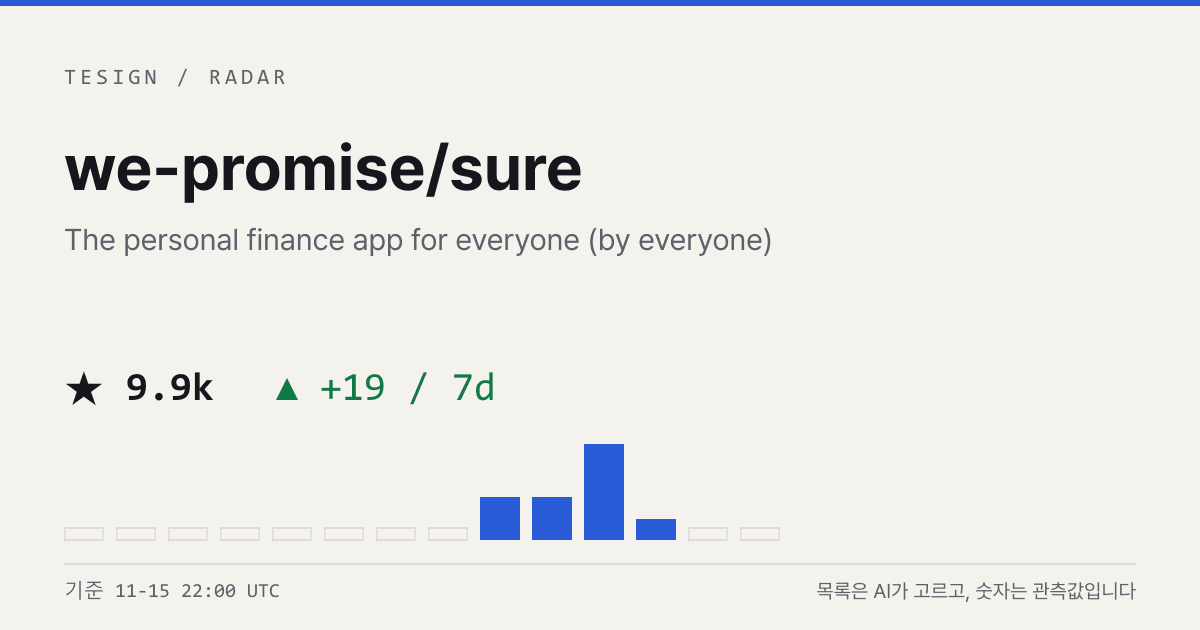 TESIGN / RADAR
we-promise/sure
The personal finance app for everyone (by everyone)
★ 9.9k ▲ +19 / 7d
기준 11-15 22:00 UTC
목록은 AI가 고르고, 숫자는 관측값입니다